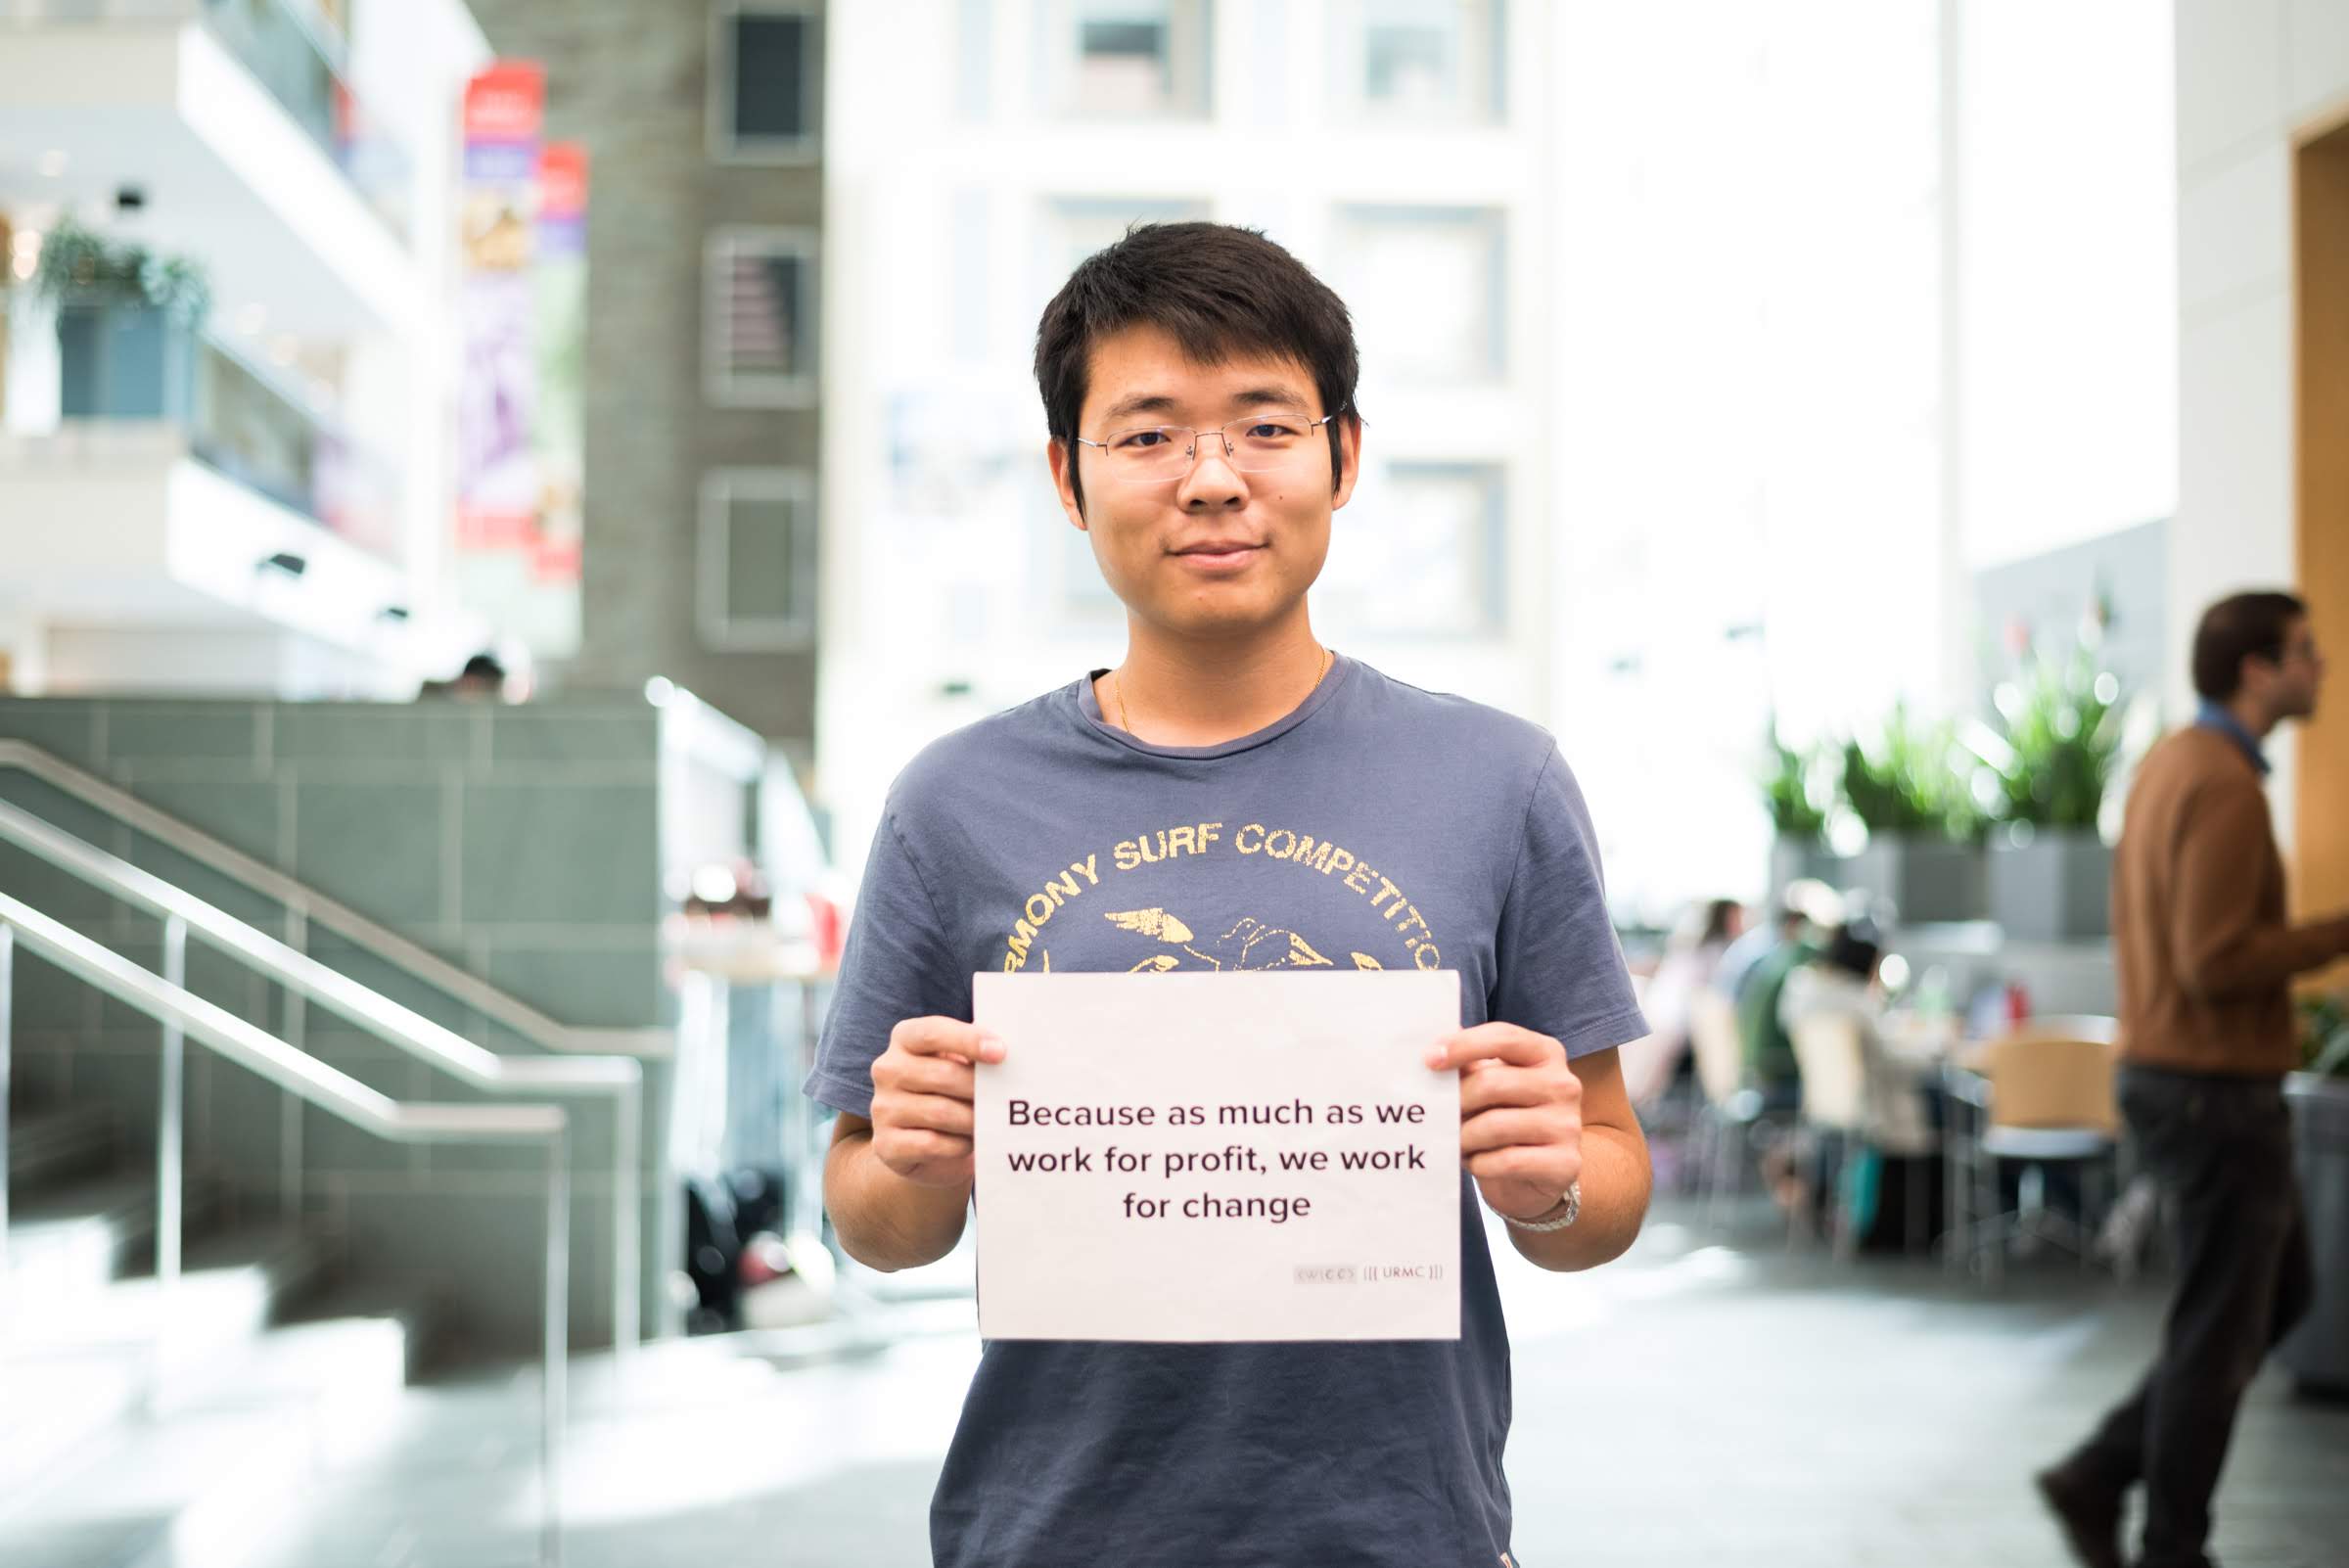 RMONY SURF COMPETITIO
Because as much as we
work for profit, we work
for change
[[[ URMC ]]]